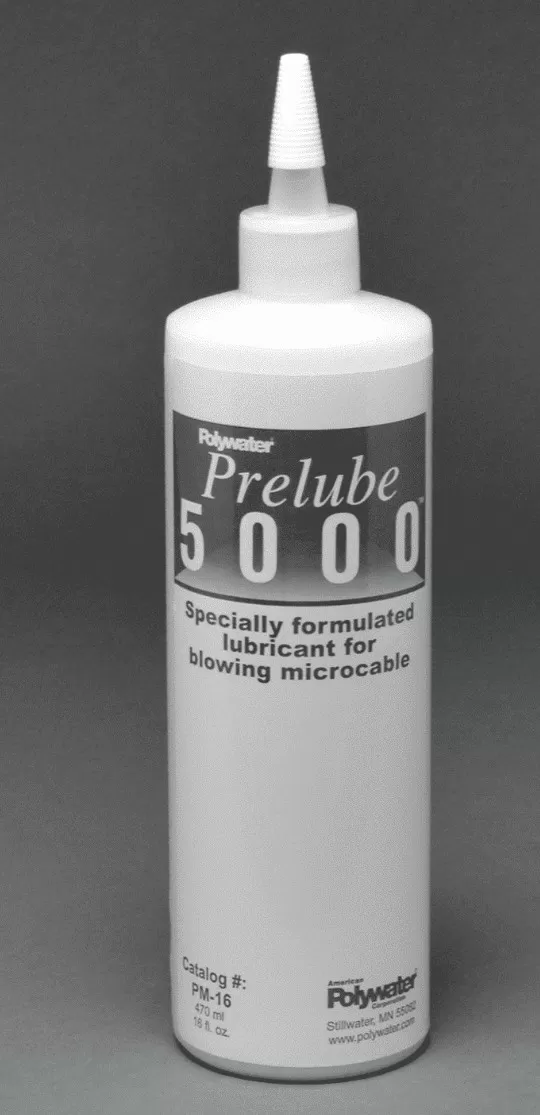 Polywater®
Prelube
5000™
Specially formulated
lubricant for
blowing microcable
Catalog #:
PM-16
470 ml
16 fl. oz.
American
Polywater®
Corporation
Stillwater, MN 55082
www.polywater.com